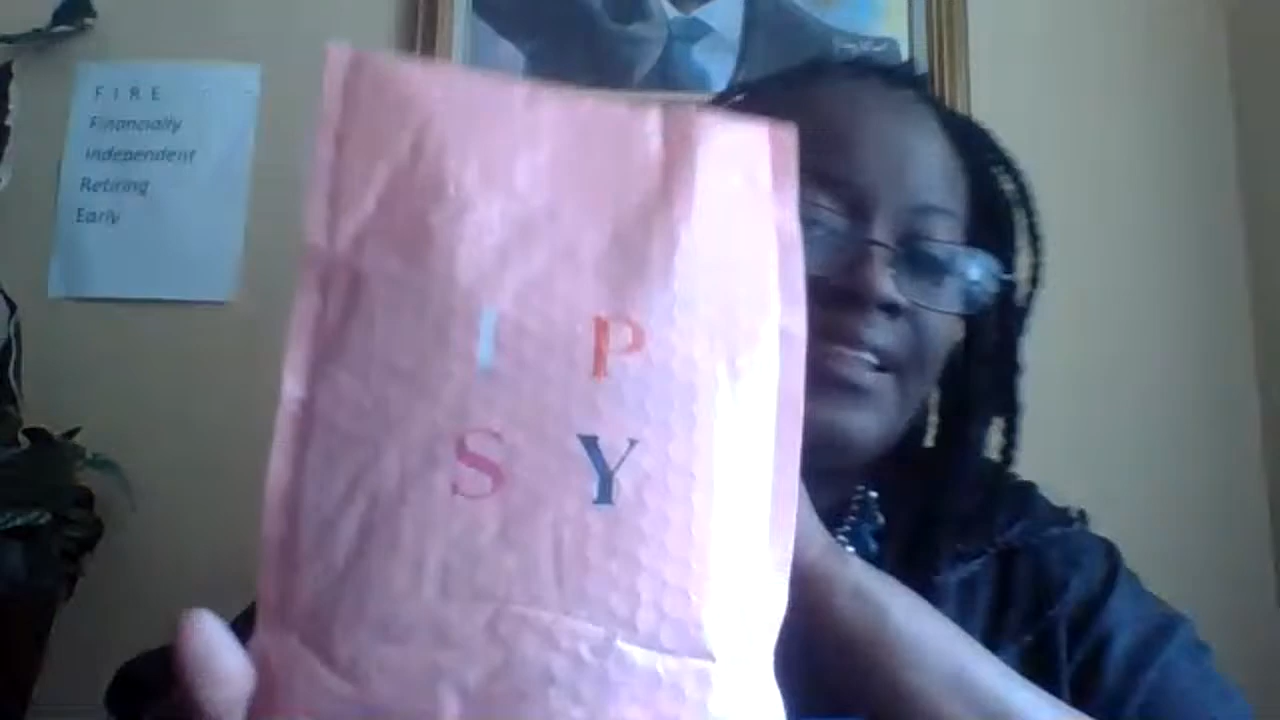 F I R E
Financially
Independent
Retiring
Early
I P
S Y